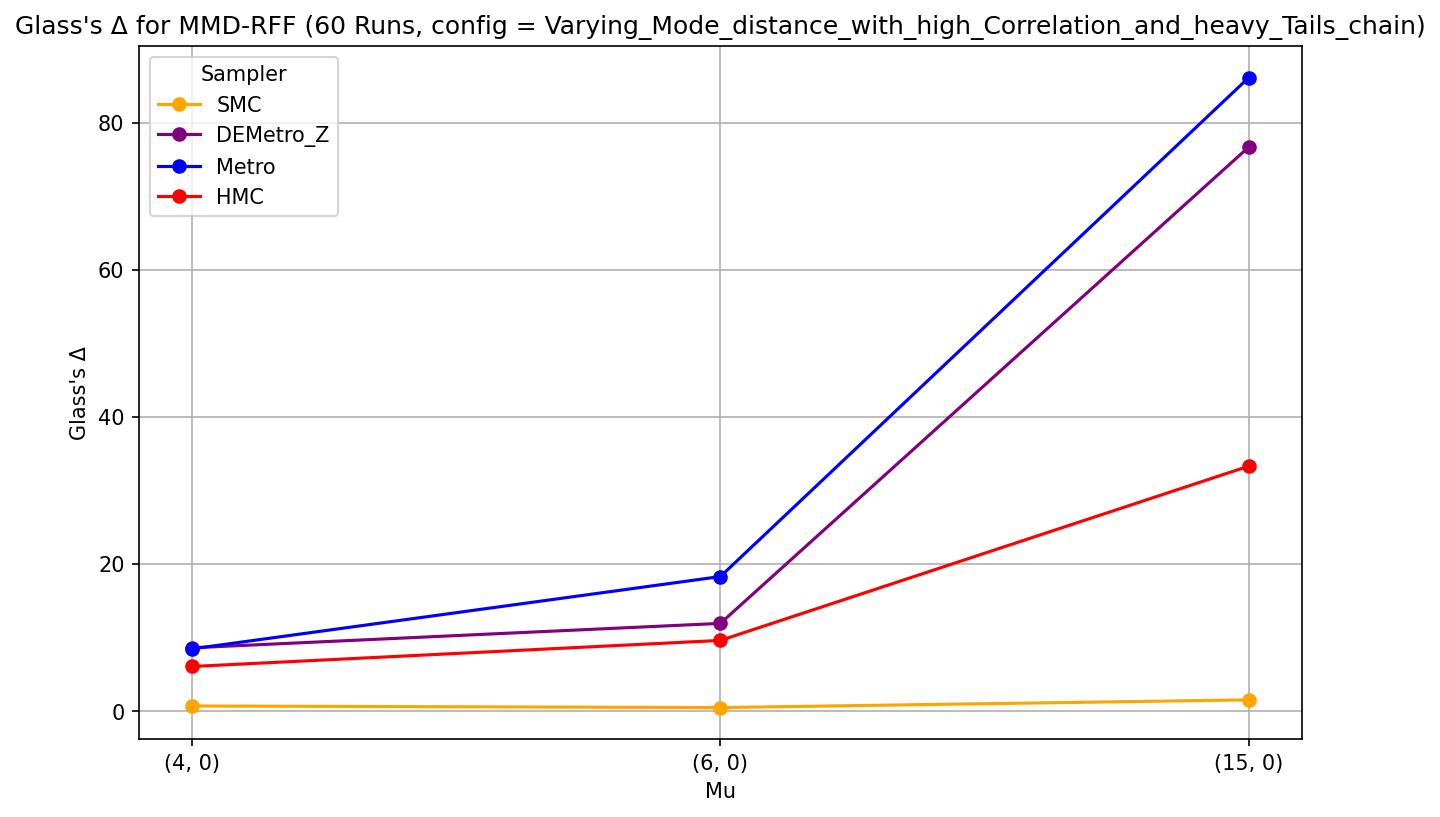 Glass's Δ for MMD-RFF (60 Runs, config = Varying_Mode_distance_with_high_Correlation_and_heavy_Tails_chain)
Sampler
SMC
DEMetro_Z
Metro
HMC
Glass's Δ
80
60
40
20
0
(4, 0)
(6, 0)
(15, 0)
Mu